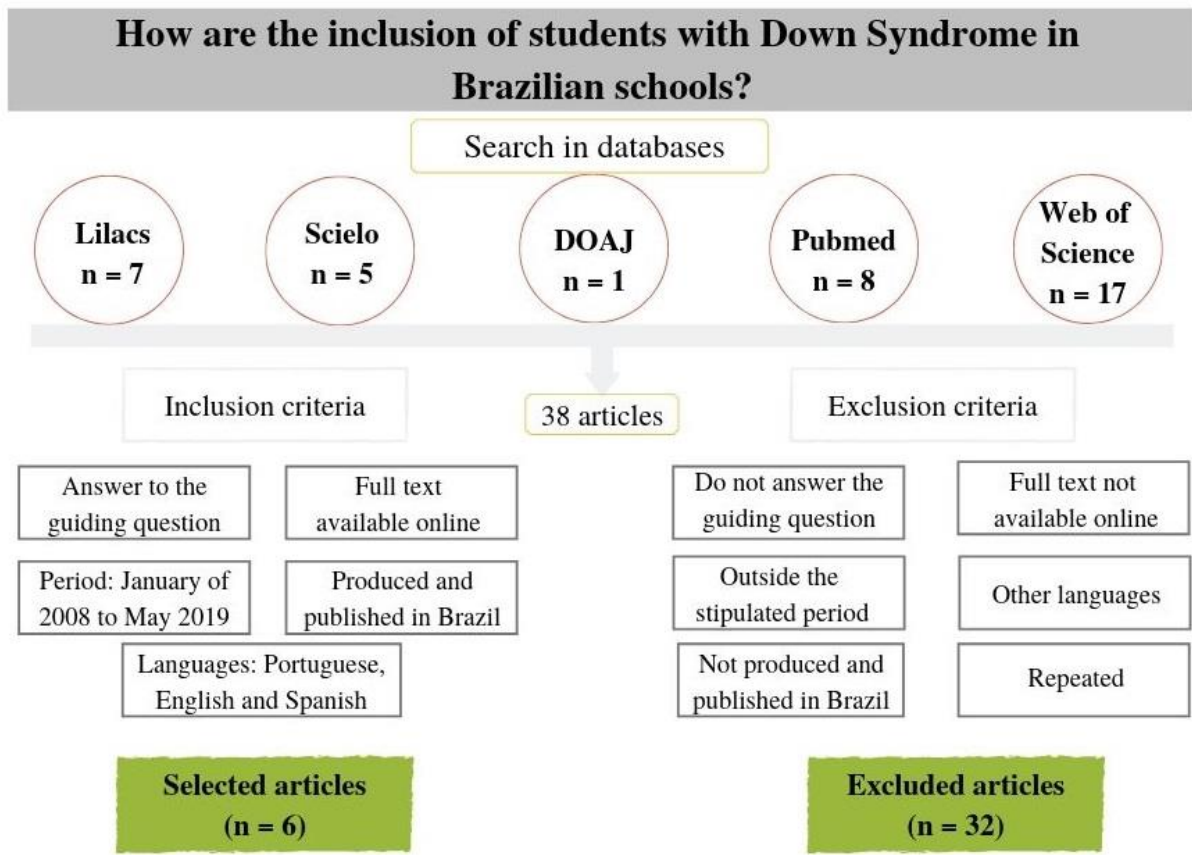 How are the inclusion of students with Down Syndrome in
Brazilian schools?
Search in databases
Lilacs
n = 7
Scielo
n = 5
DOAJ
n = 1
Pubmed
n = 8
Web of
Science
n = 17
38 articles
Inclusion criteria
Answer to the
guiding question
Full text
available online
Period: January of
2008 to May 2019
Produced and
published in Brazil
Languages: Portuguese,
English and Spanish
Selected articles
(n = 6)
Exclusion criteria
Do not answer the
guiding question
Full text not
available online
Outside the
stipulated period
Other languages
Not produced and
published in Brazil
Repeated
Excluded articles
(n = 32)